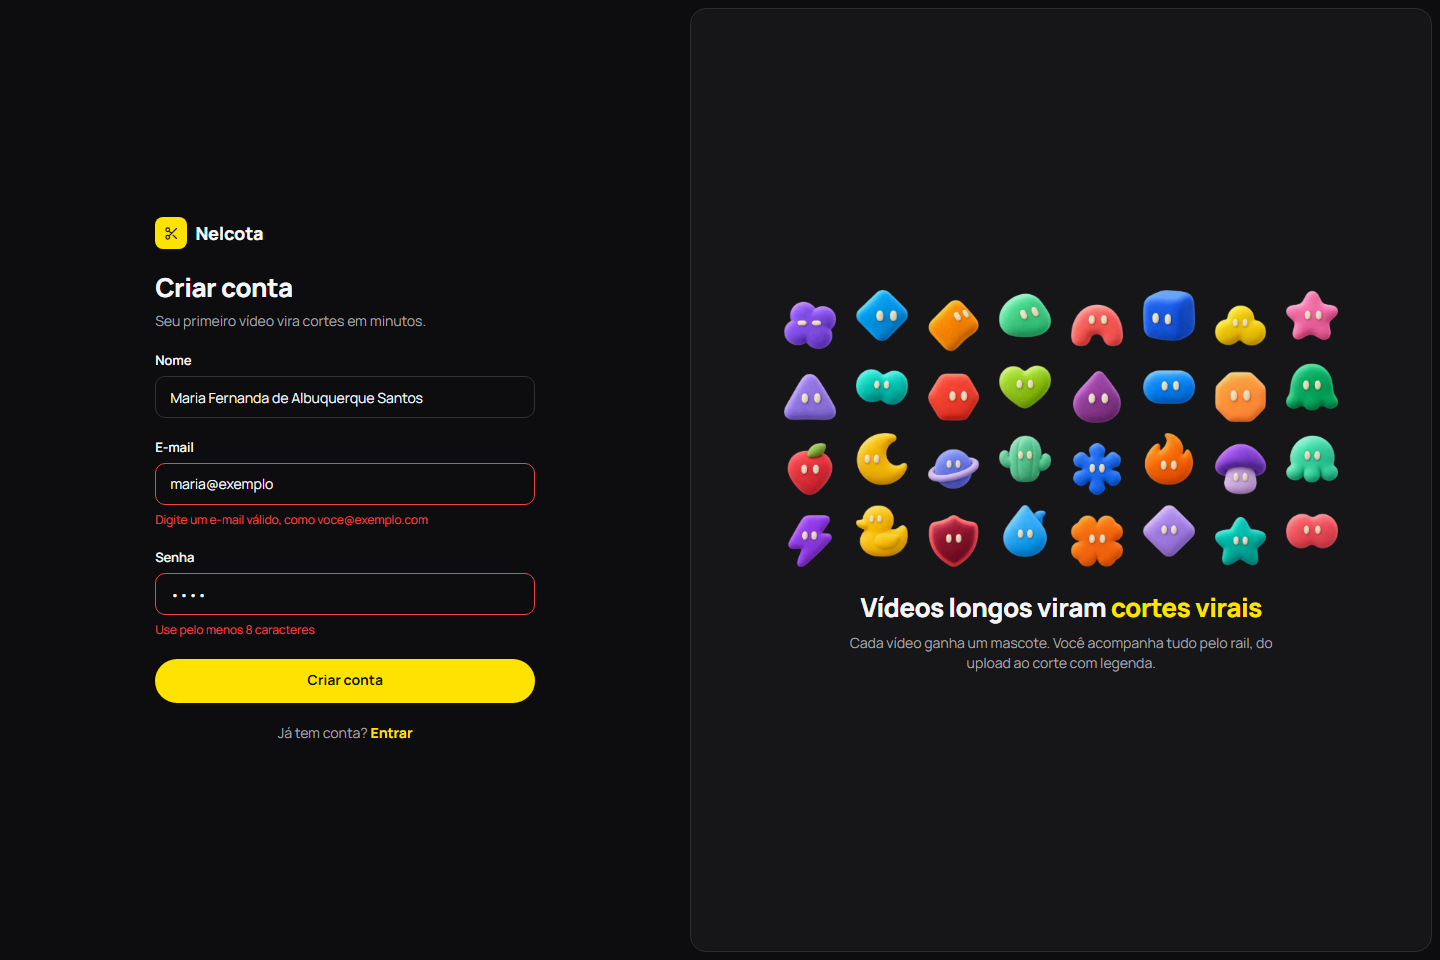 Nelcota
Criar conta
Seu primeiro vídeo vira cortes em minutos.
Nome
Maria Fernanda de Albuquerque Santos
E-mail
maria@exemplo
Digite um e-mail válido, como voce@exemplo.com
Senha
••••
Use pelo menos 8 caracteres
Criar conta
Já tem conta? Entrar
Vídeos longos viram cortes virais
Cada vídeo ganha um mascote. Você acompanha tudo pelo rail, do
upload ao corte com legenda.